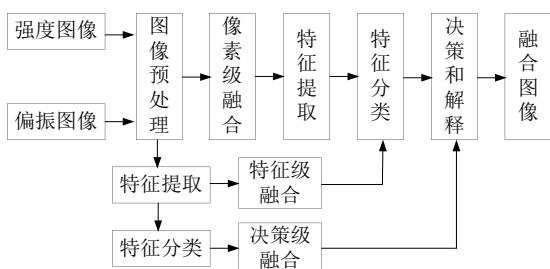 强度图像
偏振图像
图像预处理
像素级融合
特征提取
特征分类
决策和解释
融合图像
特征提取
特征级
融合
特征分类
决策级
融合